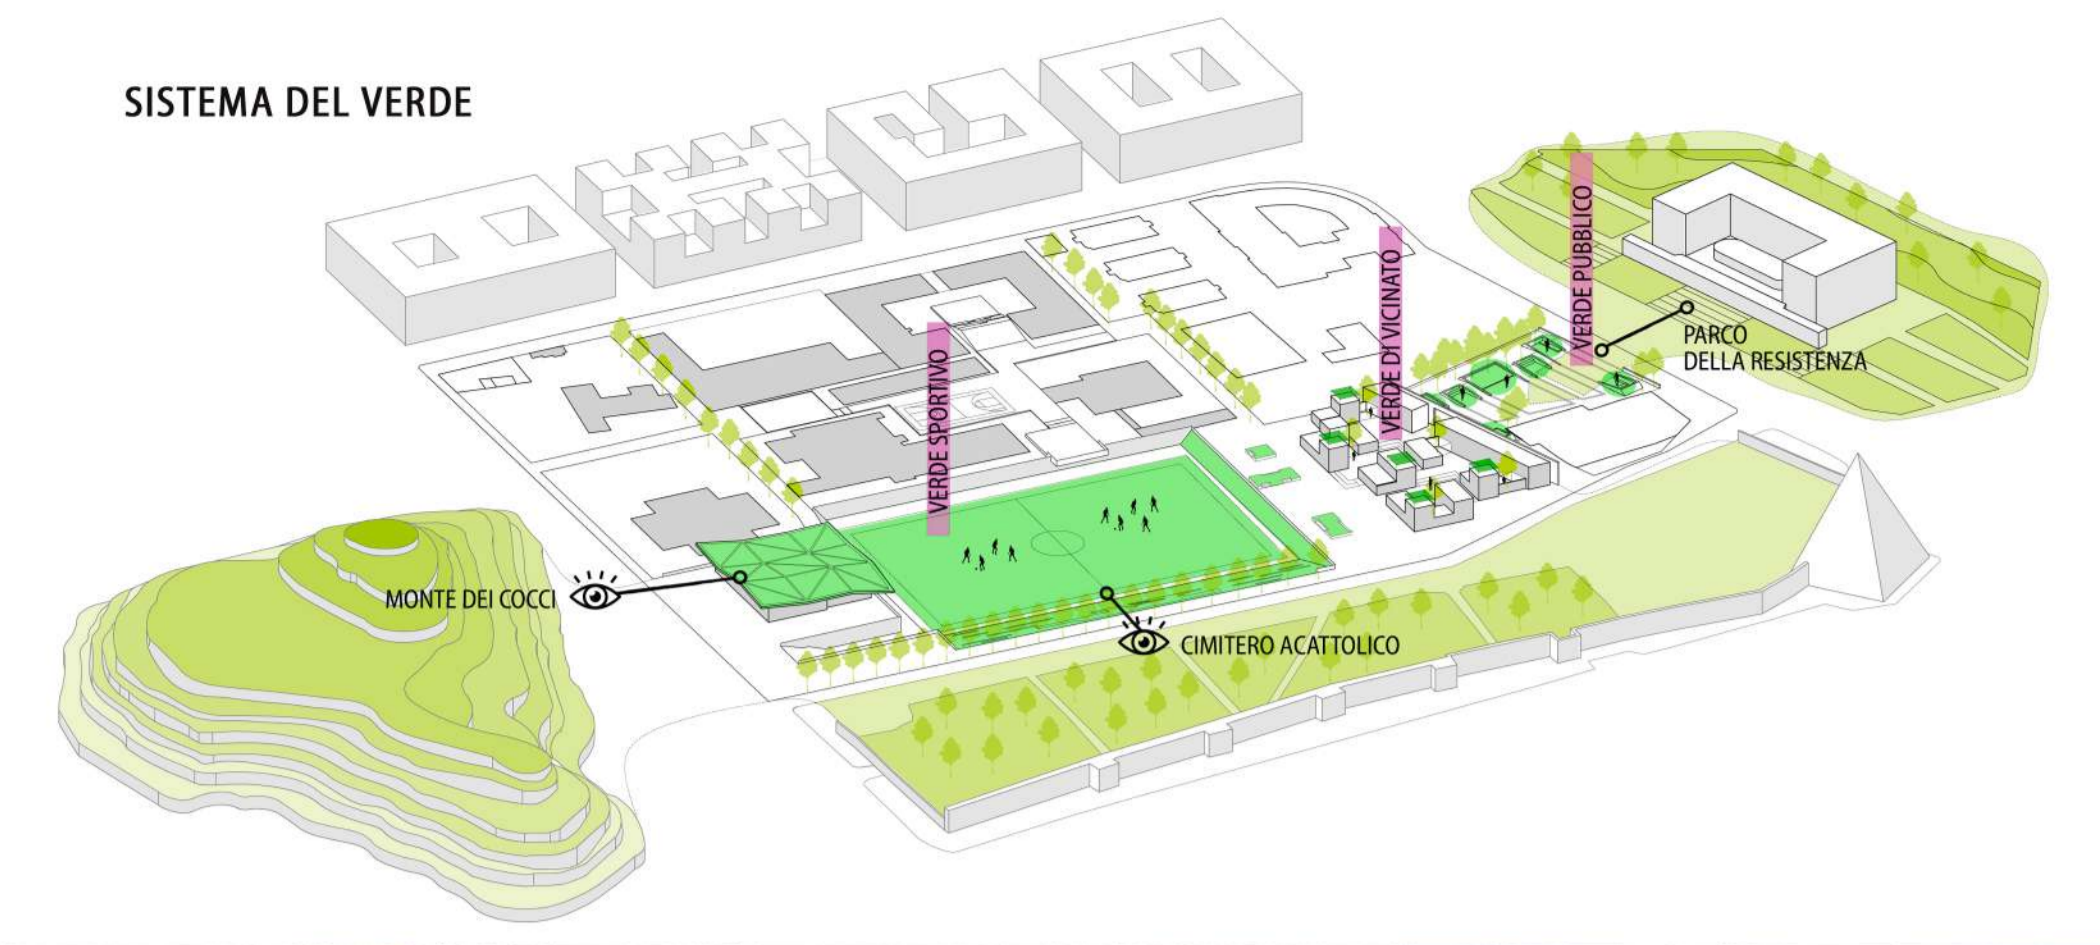 SISTEMA DEL VERDE
VERDE SPORTIVO
VERDE DI VICINATO
VERDE PUBBLICO
PARCO
DELLA RESISTENZA
MONTE DEI COCCI
CIMITERO ACATTOLICO